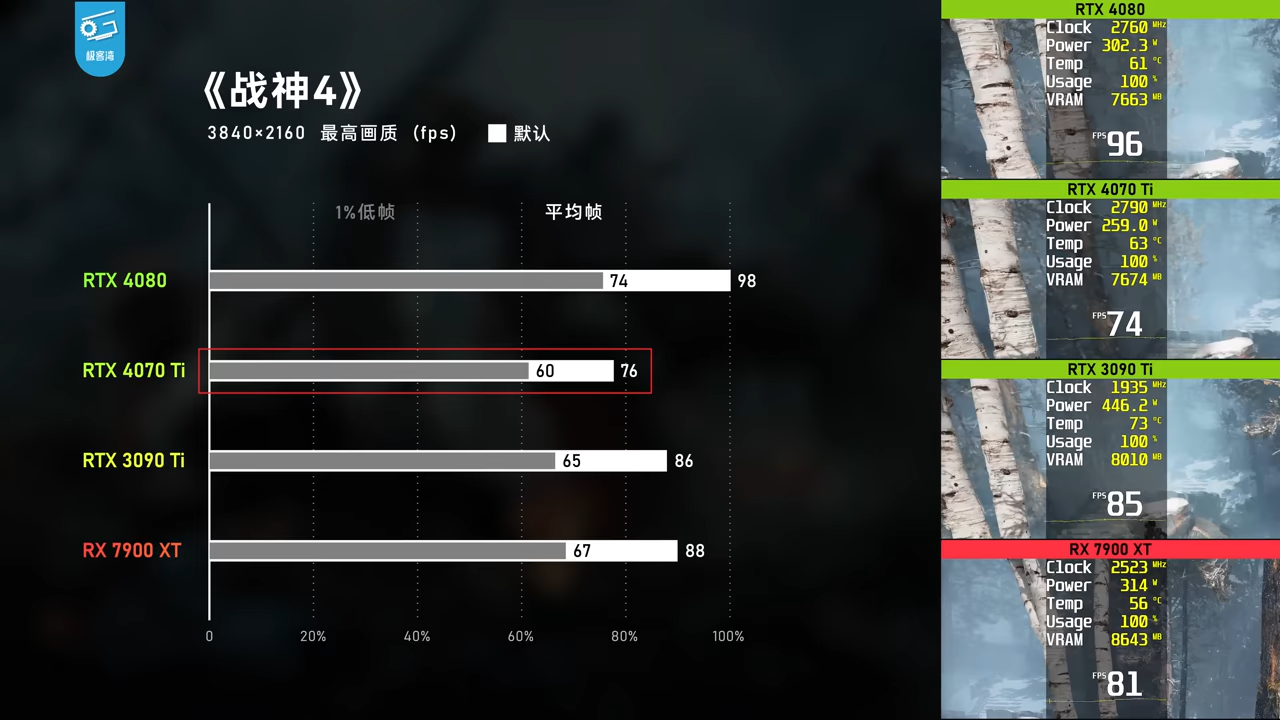 极客湾
《战神4》
3840×2160 最高画质 (fps) 默认
1%低帧 平均帧
RTX 4080 74 98
RTX 4070 Ti 60 76
RTX 3090 Ti 65 86
RX 7900 XT 67 88
0 20% 40% 60% 80% 100%
RTX 4080
Clock 2760 MHz
Power 302.3 W
Temp 61 °C
Usage 100 %
VRAM 7663 MB
FPS 96
RTX 4070 Ti
Clock 2790 MHz
Power 259.0 W
Temp 63 °C
Usage 100 %
VRAM 7674 MB
FPS 74
RTX 3090 Ti
Clock 1935 MHz
Power 446.2 W
Temp 73 °C
Usage 100 %
VRAM 8010 MB
FPS 85
RX 7900 XT
Clock 2523 MHz
Power 314 W
Temp 56 °C
Usage 100 %
VRAM 8643 MB
FPS 81